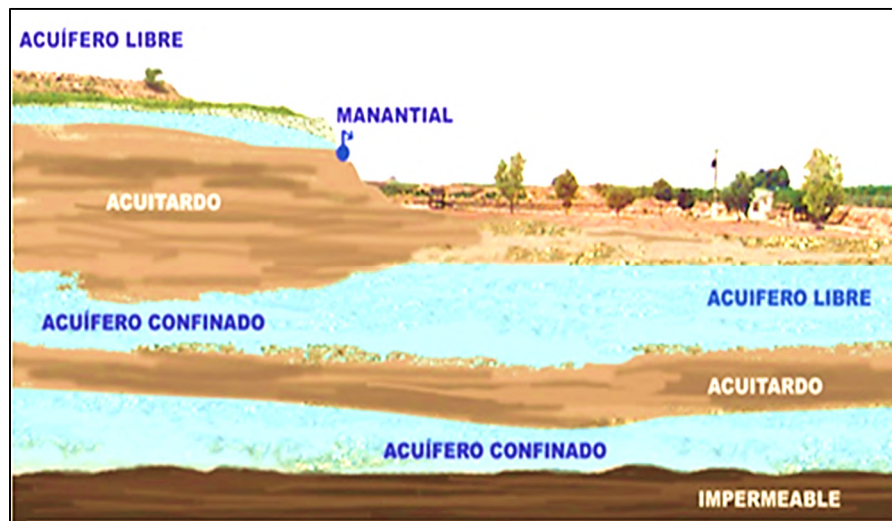 ACUÍFERO LIBRE
MANANTIAL
ACUITARDO
ACUIFERO LIBRE
ACUÍFERO CONFINADO
ACUITARDO
ACUÍFERO CONFINADO
IMPERMEABLE